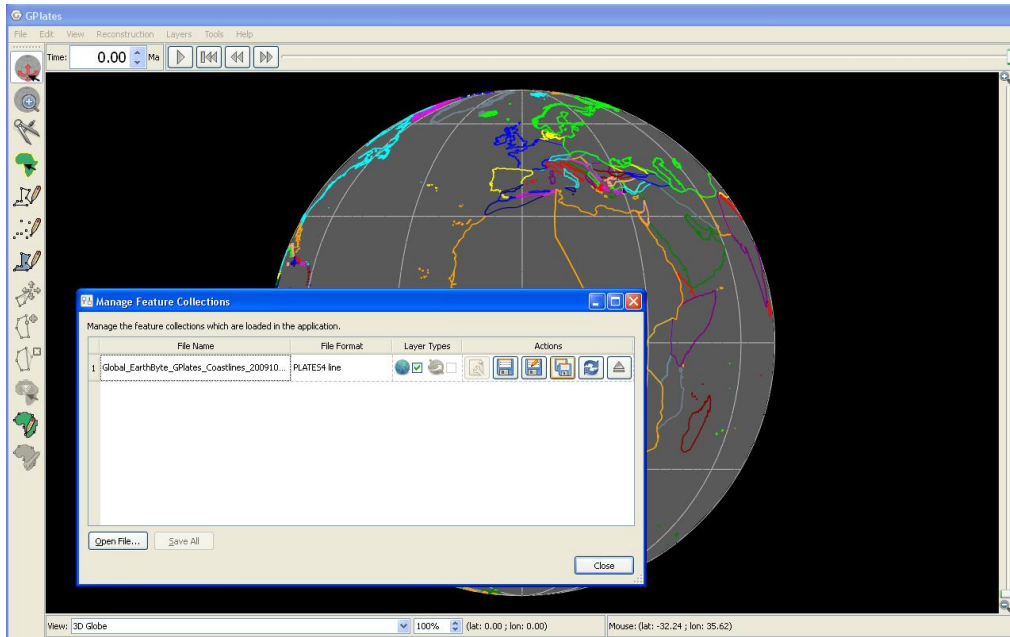 GPlates
File Edit View Reconstruction Layers Tools Help
Time: 0.00 Ma
Manage Feature Collections
Manage the feature collections which are loaded in the application.
File Name File Format Layer Types Actions
1 Global_EarthByte_GPlates_Coastlines_200910... PLATES4 line
Open File... Save All
Close
View: 3D Globe 100% (lat: 0.00 ; lon: 0.00) Mouse: (lat: -32.24 ; lon: 35.62)